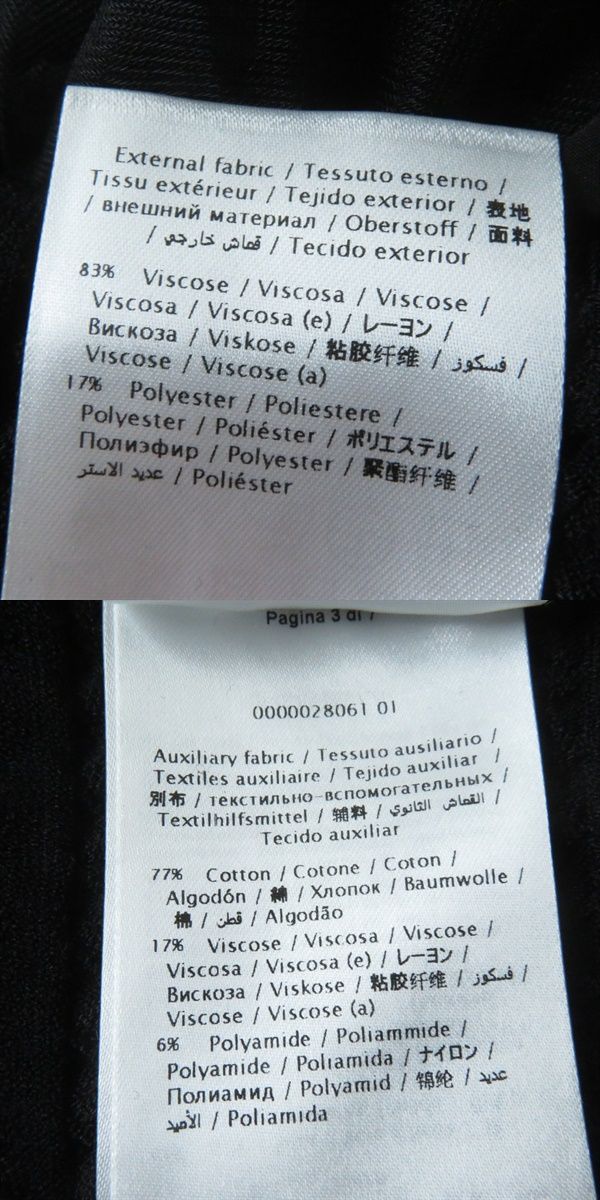 External fabric / Tessuto esterno /
Tissu extérieur / Tejido exterior / 表地
/ внешний материал / Oberstoff / 面料
/ قماش خارجي / Tecido exterior
83% Viscose / Viscosa / Viscose /
Viscosa / Viscosa (e) / レーヨン /
Вискоза / Viskose / 粘胶纤维 / فسكوز /
Viscose / Viscose (a)
17% Polyester / Poliestere /
Polyester / Poliéster / ポリエステル /
Полиэфир / Polyester / 聚酯纤维 /
عديد الاستر / Poliéster
Pagina 3 di 7
0000028061 01
Auxiliary fabric / Tessuto ausiliario /
Textiles auxiliaire / Tejido auxiliar /
別布 / текстильно-вспомогательных /
Textilhilfsmittel / 辅料 / القماش الثانوي /
Tecido auxiliar
77% Cotton / Cotone / Coton /
Algodón / 綿 / Хлопок / Baumwolle /
棉 / قطن / Algodão
17% Viscose / Viscosa / Viscose /
Viscosa / Viscosa (e) / レーヨン /
Вискоза / Viskose / 粘胶纤维 / فسكوز /
Viscose / Viscose (a)
6% Polyamide / Poliammide /
Polyamide / Poliamida / ナイロン /
Полиамид / Polyamid / 锦纶 / عديد
الأميد / Poliamida